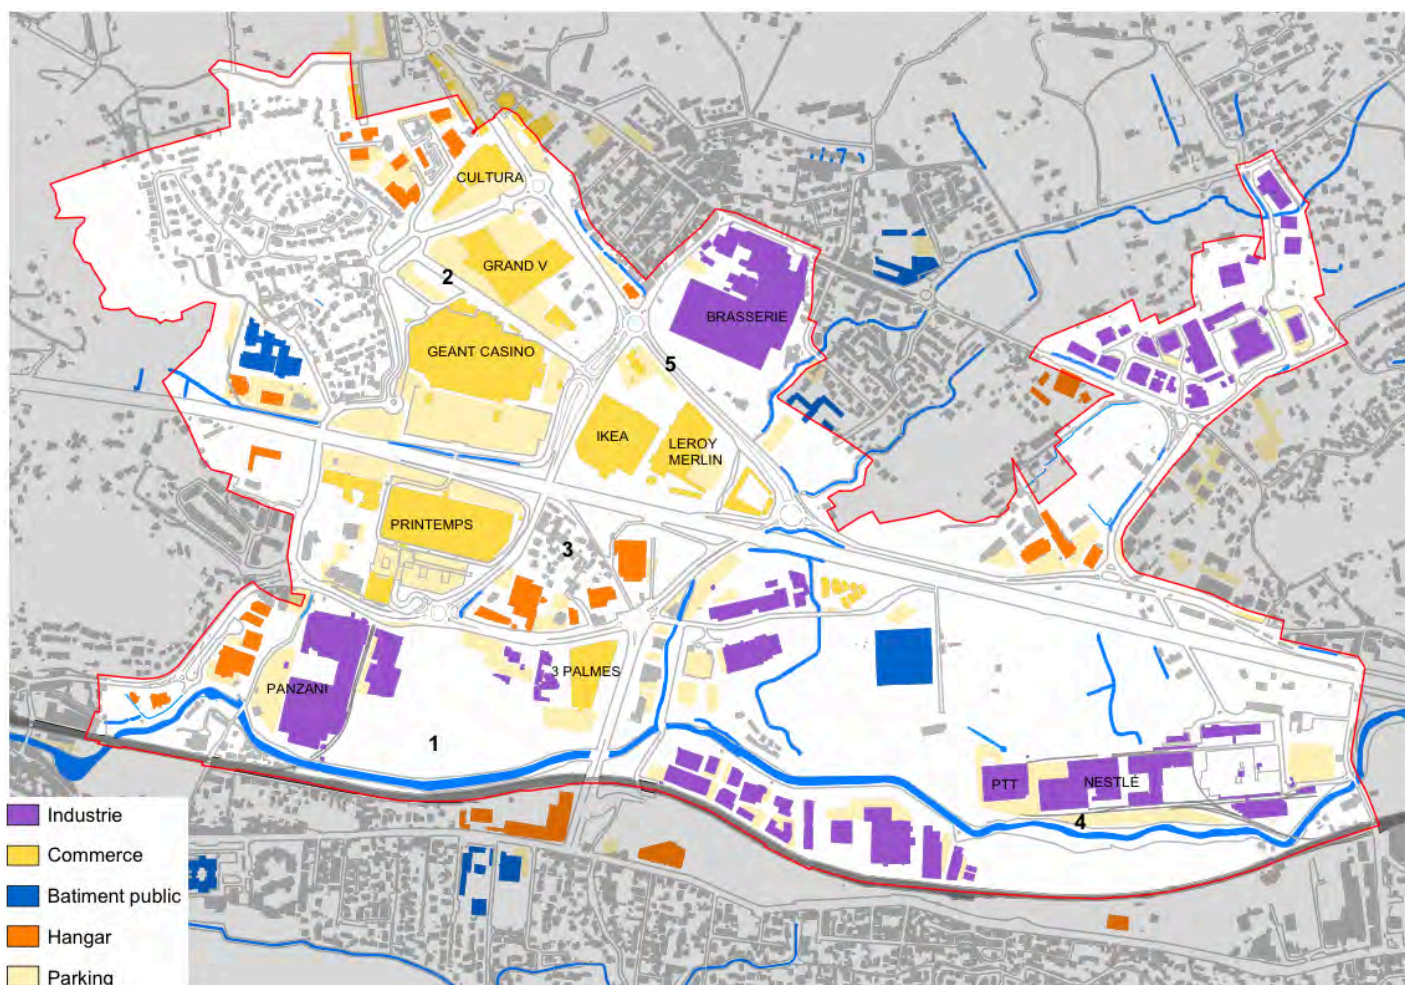 CULTURA
GRAND V
2
BRASSERIE
GEANT CASINO
5
IKEA
LEROY
MERLIN
PRINTEMPS
3
3 PALMES
PANZANI
1
PTT
NESTLÉ
4
Industrie
Commerce
Batiment public
Hangar
Parking